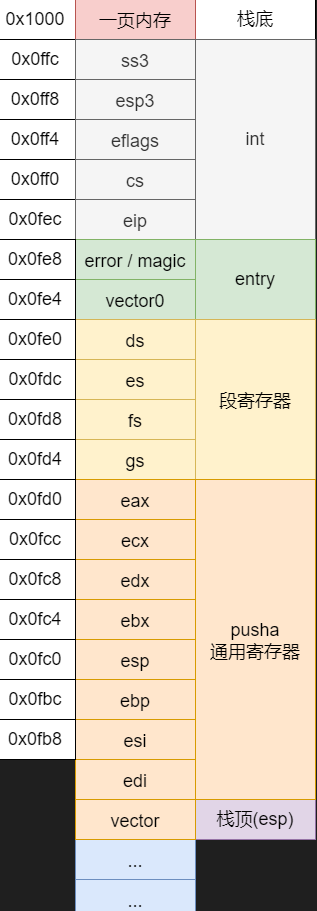 0x1000 一页内存 栈底
0x0ffc ss3
0x0ff8 esp3
0x0ff4 eflags int
0x0ff0 cs
0x0fec eip
0x0fe8 error / magic
entry
0x0fe4 vector0
0x0fe0 ds
0x0fdc es
段寄存器
0x0fd8 fs
0x0fd4 gs
0x0fd0 eax
0x0fcc ecx
0x0fc8 edx
0x0fc4 ebx
pusha
通用寄存器
0x0fc0 esp
0x0fbc ebp
0x0fb8 esi
edi
vector 栈顶(esp)
...
...